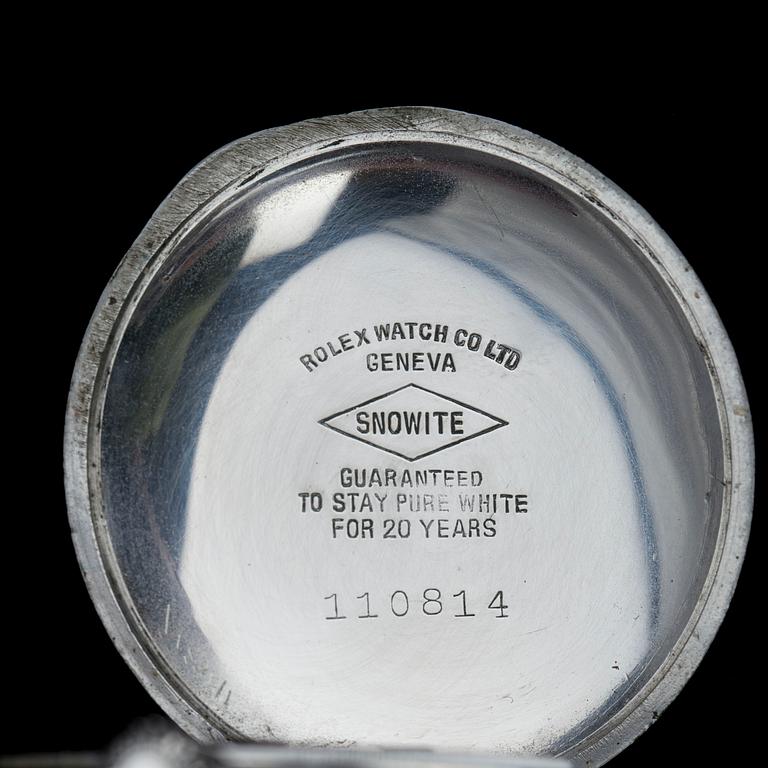 ROLEX WATCH CO LTD
GENEVA
SNOWITE
GUARANTEED
TO STAY PURE WHITE
FOR 20 YEARS
110814